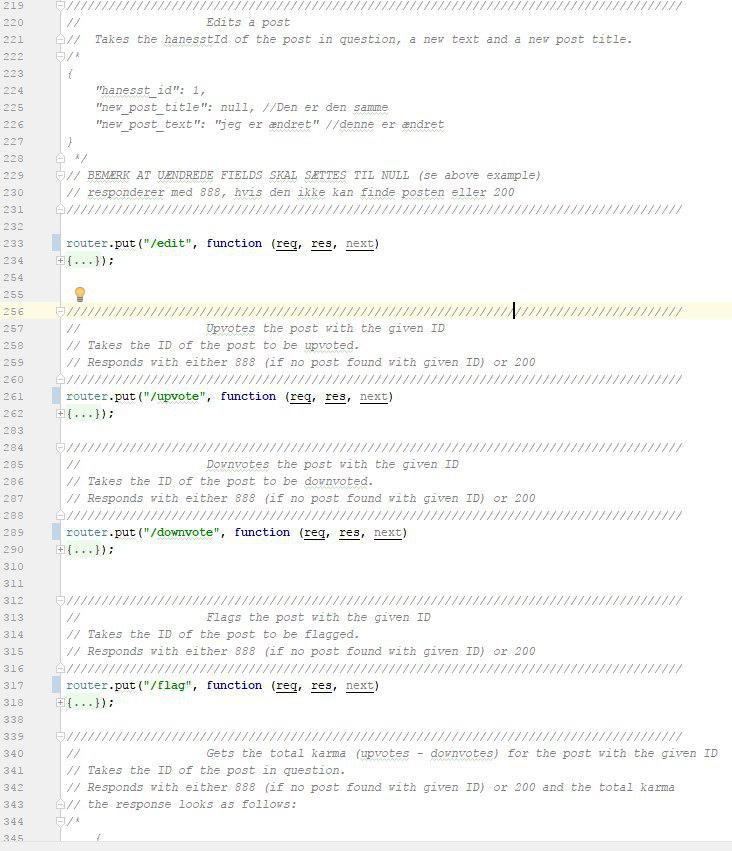 219 ////////////////////////////////////////////////////////////////////////////////////////
220 // Edits a post
221 // Takes the hanesstId of the post in question, a new text and a new post title.
222 /*
223 {
224 "hanesst_id": 1,
225 "new_post_title": null, //Den er den samme
226 "new_post_text": "jeg er ændret" //denne er ændret
227 }
228 */
229 // BEMÆRK AT UÆNDREDE FIELDS SKAL SÆTTES TIL NULL (se above example)
230 // responderer med 888, hvis den ikke kan finde posten eller 200
231 ////////////////////////////////////////////////////////////////////////////////////////
232
233 router.put("/edit", function (req, res, next)
234 {...});
254
255
256 ////////////////////////////////////////////////////////////////////////////////////////
257 // Upvotes the post with the given ID
258 // Takes the ID of the post to be upvoted.
259 // Responds with either 888 (if no post found with given ID) or 200
260 ////////////////////////////////////////////////////////////////////////////////////////
261 router.put("/upvote", function (req, res, next)
262 {...});
283
284 ////////////////////////////////////////////////////////////////////////////////////////
285 // Downvotes the post with the given ID
286 // Takes the ID of the post to be downvoted.
287 // Responds with either 888 (if no post found with given ID) or 200
288 ////////////////////////////////////////////////////////////////////////////////////////
289 router.put("/downvote", function (req, res, next)
290 {...});
310
311
312 ////////////////////////////////////////////////////////////////////////////////////////
313 // Flags the post with the given ID
314 // Takes the ID of the post to be flagged.
315 // Responds with either 888 (if no post found with given ID) or 200
316 ////////////////////////////////////////////////////////////////////////////////////////
317 router.put("/flag", function (req, res, next)
318 {...});
338
339 ////////////////////////////////////////////////////////////////////////////////////////
340 // Gets the total karma (upvotes - downvotes) for the post with the given ID
341 // Takes the ID of the post in question.
342 // Responds with either 888 (if no post found with given ID) or 200 and the total karma
343 // the response looks as follows:
344 /*
345 {